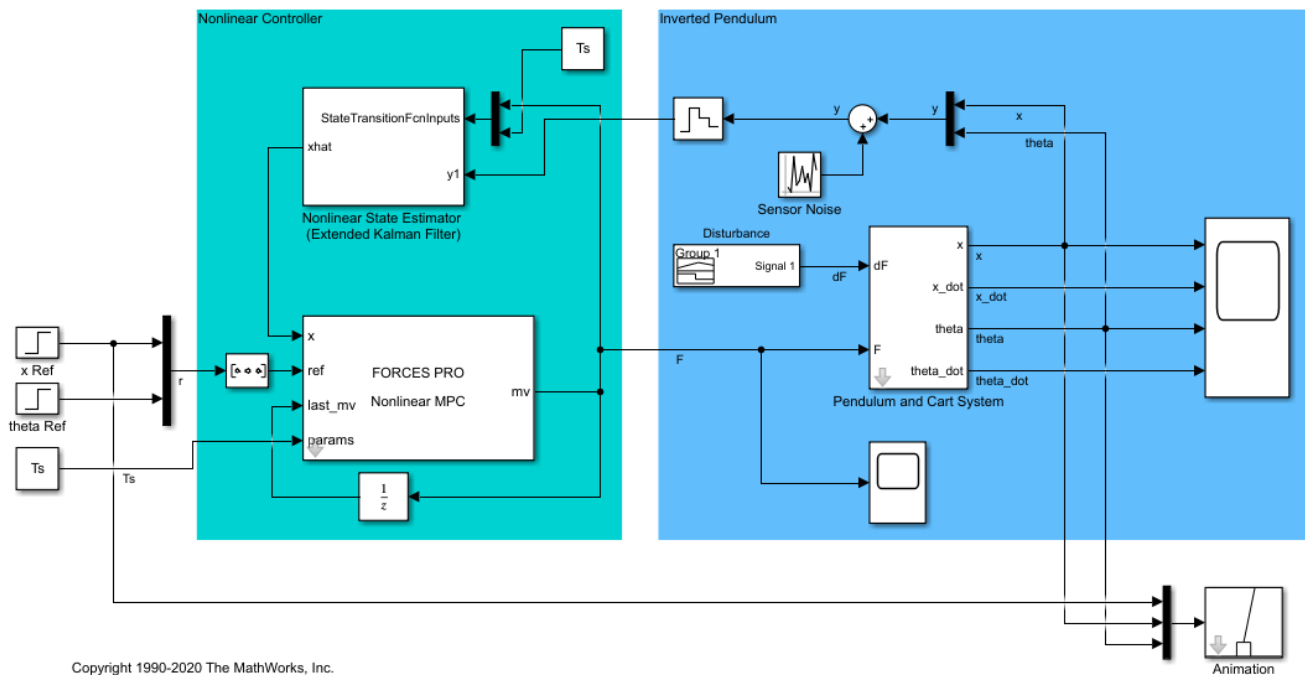 Nonlinear Controller
Inverted Pendulum
Ts
StateTransitionFcnInputs
xhat
y1
Nonlinear State Estimator
(Extended Kalman Filter)
y
y
x
theta
Sensor Noise
Disturbance
Group 1
Signal 1
dF
dF
F
x
x_dot
theta
theta_dot
x
x_dot
theta
theta_dot
Pendulum and Cart System
x Ref
theta Ref
r
Ts
Ts
x
ref
last_mv
params
FORCES PRO
Nonlinear MPC
mv
F
1
z
Animation
Copyright 1990-2020 The MathWorks, Inc.